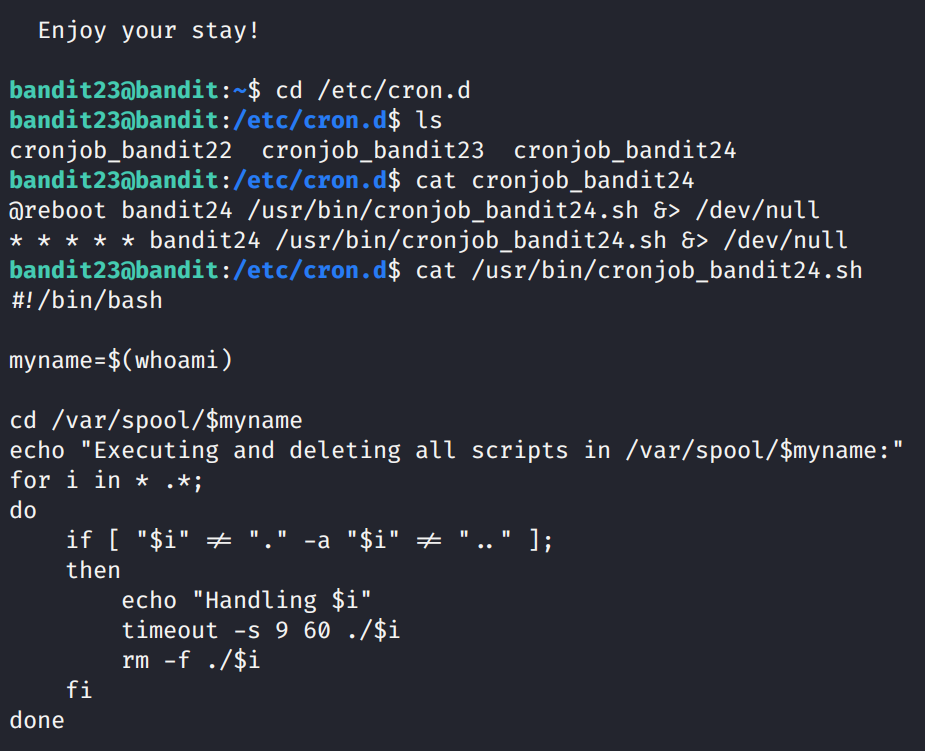 Enjoy your stay!
bandit23@bandit:~$ cd /etc/cron.d
bandit23@bandit:/etc/cron.d$ ls
cronjob_bandit22  cronjob_bandit23  cronjob_bandit24
bandit23@bandit:/etc/cron.d$ cat cronjob_bandit24
@reboot bandit24 /usr/bin/cronjob_bandit24.sh &> /dev/null
* * * * * bandit24 /usr/bin/cronjob_bandit24.sh &> /dev/null
bandit23@bandit:/etc/cron.d$ cat /usr/bin/cronjob_bandit24.sh
#!/bin/bash
myname=$(whoami)
cd /var/spool/$myname
echo "Executing and deleting all scripts in /var/spool/$myname:"
for i in * .*;
do
    if [ "$i" != "." -a "$i" != ".." ];
    then
        echo "Handling $i"
        timeout -s 9 60 ./$i
        rm -f ./$i
    fi
done